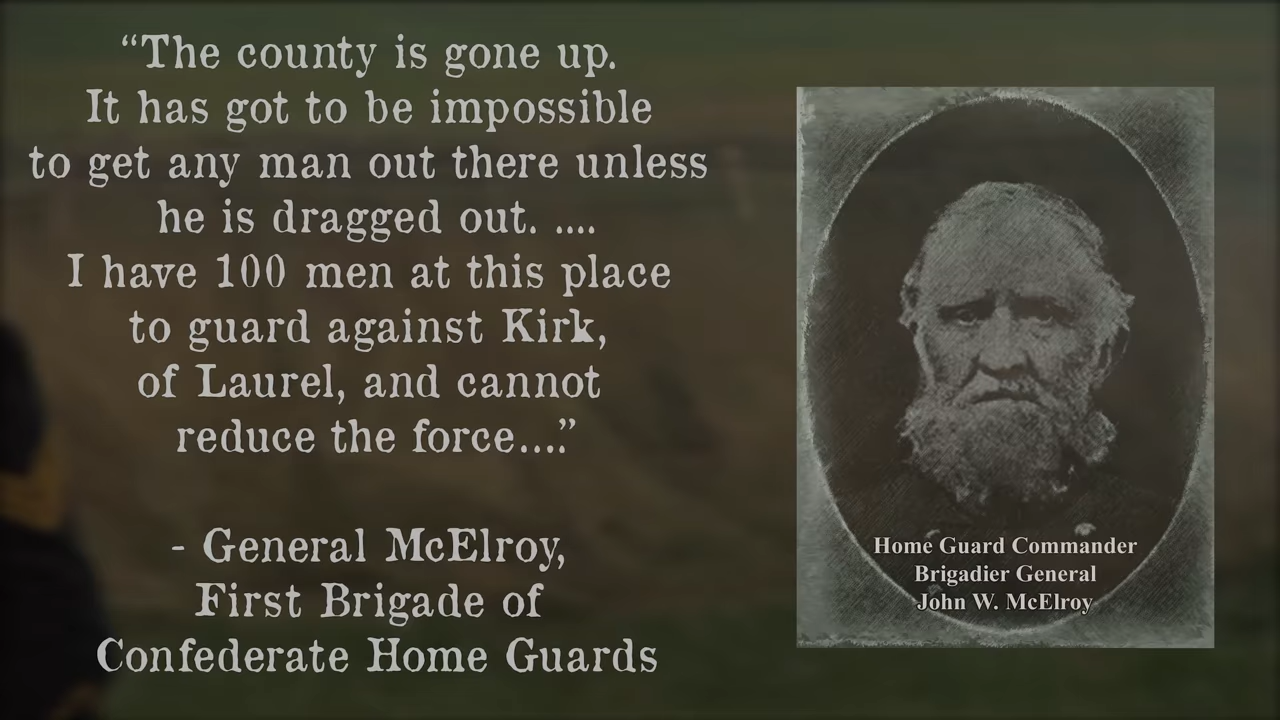 “The county is gone up.
It has got to be impossible
to get any man out there unless
he is dragged out. ....
I have 100 men at this place
to guard against Kirk,
of Laurel, and cannot
reduce the force...."
- General McElroy,
First Brigade of
Confederate Home Guards
Home Guard Commander
Brigadier General
John W. McElroy